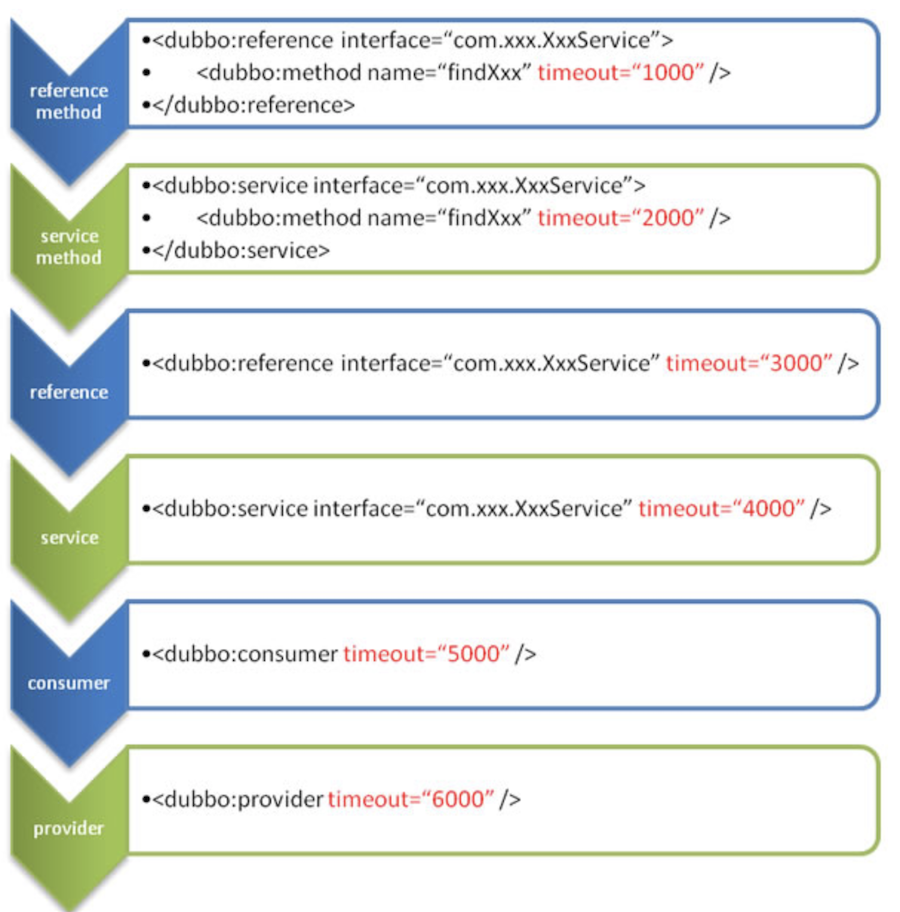 reference
method
•<dubbo:reference interface=“com.xxx.XxxService”>
• <dubbo:method name=“findXxx” timeout=“1000” />
•</dubbo:reference>
service
method
•<dubbo:service interface=“com.xxx.XxxService”>
• <dubbo:method name=“findXxx” timeout=“2000” />
•</dubbo:service>
reference
•<dubbo:reference interface=“com.xxx.XxxService” timeout=“3000” />
service
•<dubbo:service interface=“com.xxx.XxxService” timeout=“4000” />
consumer
•<dubbo:consumer timeout=“5000” />
provider
•<dubbo:provider timeout=“6000” />